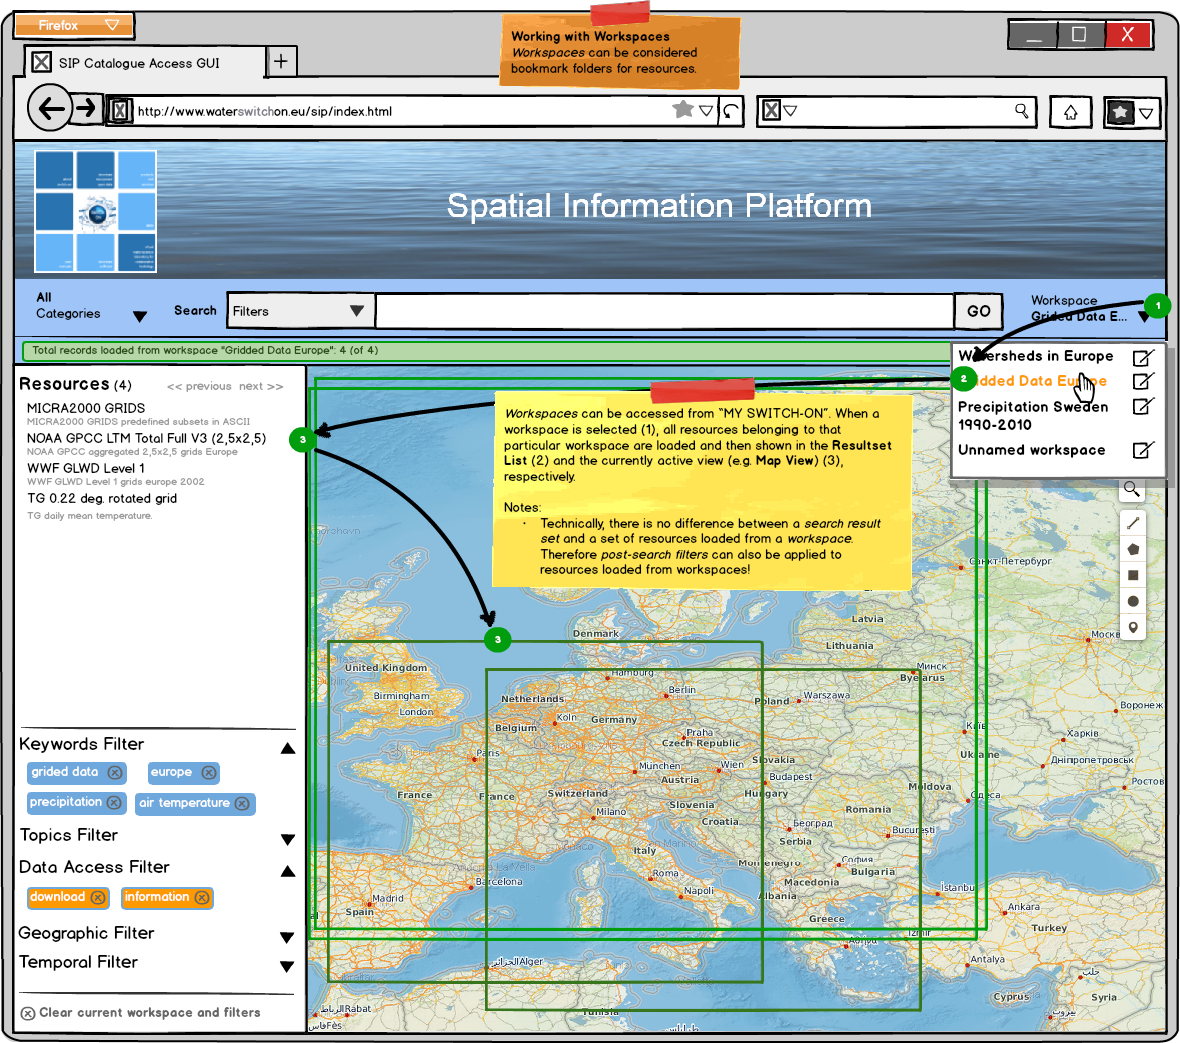 Firefox
Working with Workspaces
Workspaces can be considered
bookmark folders for resources.
SIP Catalogue Access GUI
http://www.waterswitchon.eu/sip/index.html
Spatial Information Platform
All
Categories
Search
Filters
GO
Workspace
Grided Data E...
1
Total records loaded from workspace "Gridded Data Europe": 4 (of 4)
Watersheds in Europe
2
Precipitation Sweden
1990-2010
Unnamed workspace
Resources (4)
<< previous next >>
MICRA2000 GRIDS
MICRA2000 GRIDS predefined subsets in ASCII
NOAA GPCC LTM Total Full V3 (2,5x2,5)
NOAA GPCC aggregated 2,5x2,5 grids Europe
WWF GLWD Level 1
WWF GLWD Level 1 grids europe 2002
TG 0.22 deg. rotated grid
TG daily mean temperature.
3
Workspaces can be accessed from "MY SWITCH-ON". When a
workspace is selected (1), all resources belonging to that
particular workspace are loaded and then shown in the Resultset
List (2) and the currently active view (e.g. Map View) (3),
respectively.
Notes:
· Technically, there is no difference between a search result
set and a set of resources loaded from a workspace.
Therefore post-search filters can also be applied to
resources loaded from workspaces!
3
Keywords Filter
grided data
europe
precipitation
air temperature
Topics Filter
Data Access Filter
download
information
Geographic Filter
Temporal Filter
Clear current workspace and filters
Санкт-Петербург
Latvia
Denmark
Lithuania
Москв
United Kingdom
Минск
Byelarus
Hamburg
Birmingham
Berlin
Netherlands
Poland
Warszawa
London
Koln
Germany
Воронеж
Belgium
Київ
Praha
Харків
Czech Republic
Paris
Ukraine
Slovakia
Дніпропетровськ
München
Wien
Austria
Budapest
Ростов
France
France
Switzerland
Hungary
Moldova
Одеса
Slovenia
Romania
Milano
Croatia
Београд
Bucuresti
Serbia
Italy
Montenegro
София
Bulgaria
Roma
Barcelona
Macedonia
Napoli
İstanbu
Madrid
Albania
Spain
Ankara
Greece
Turkey
İzmir
Αθήνα
Alger
Antalya
حلب
Cyprus
Syria
Rabat
Fès
Tunisia
بيروت
طرابلس